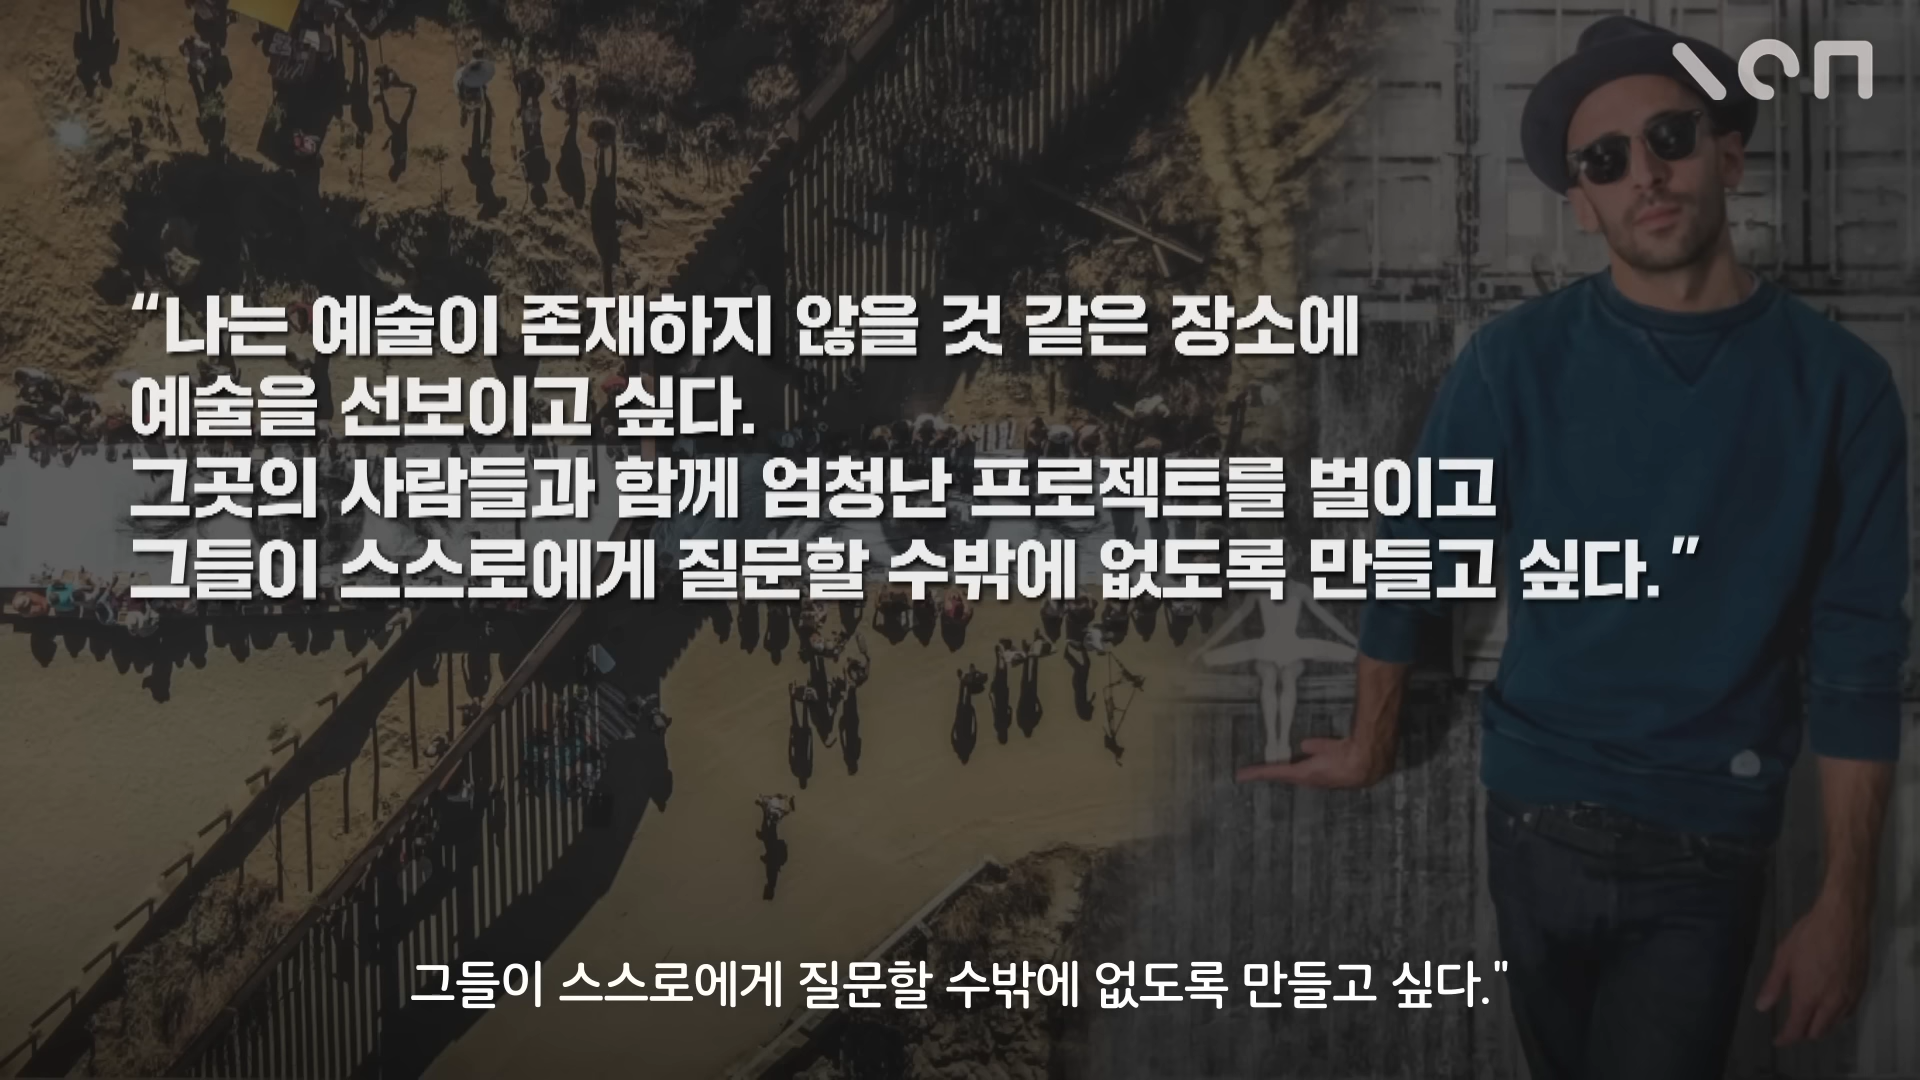 “나는 예술이 존재하지 않을 것 같은 장소에
예술을 선보이고 싶다.
그곳의 사람들과 함께 엄청난 프로젝트를 벌이고
그들이 스스로에게 질문할 수밖에 없도록 만들고 싶다.”
그들이 스스로에게 질문할 수밖에 없도록 만들고 싶다."